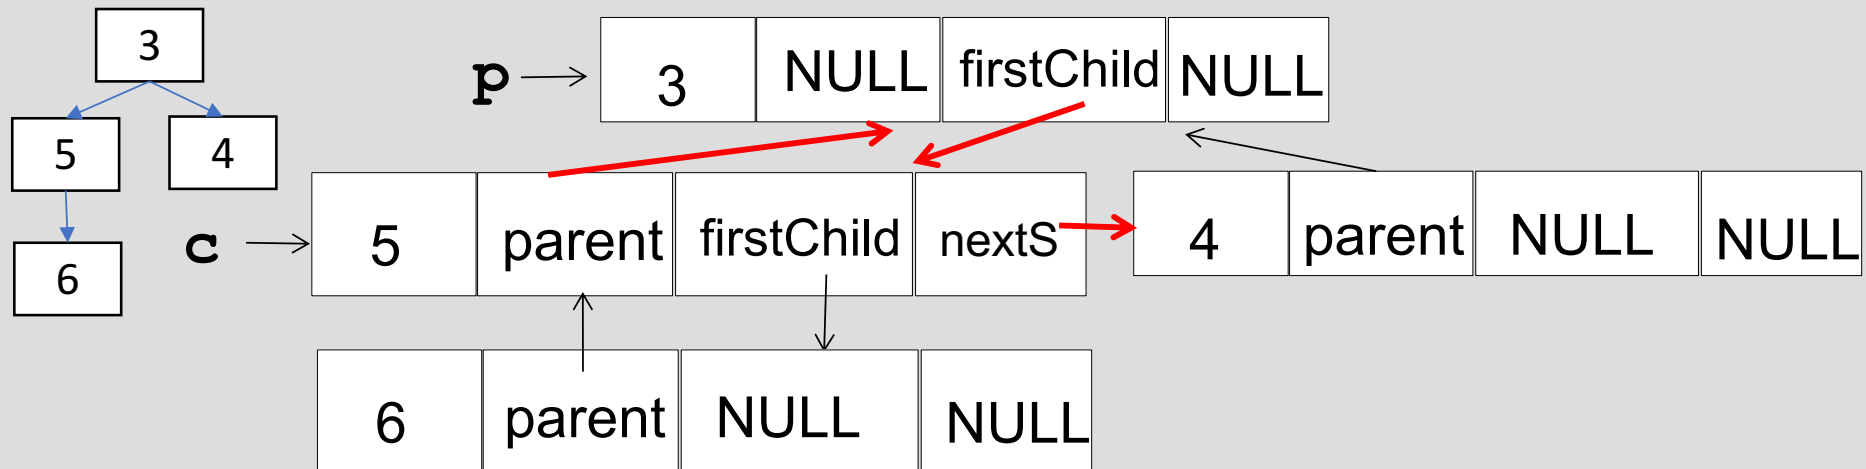 3
5 4
6
p 3 NULL firstChild NULL
c 5 parent firstChild nextS 4 parent NULL NULL
6 parent NULL NULL